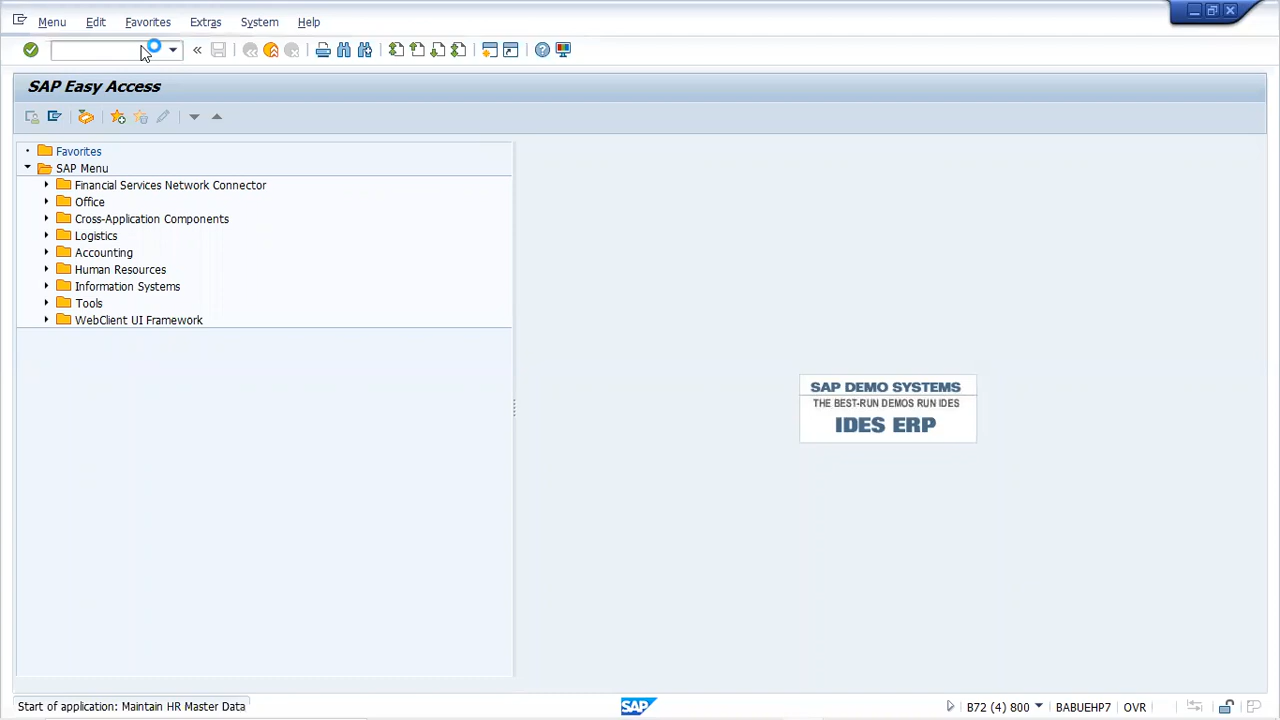 Menu Edit Favorites Extras System Help
SAP Easy Access
Favorites
SAP Menu
Financial Services Network Connector
Office
Cross-Application Components
Logistics
Accounting
Human Resources
Information Systems
Tools
WebClient UI Framework
SAP DEMO SYSTEMS
THE BEST-RUN DEMOS RUN IDES
IDES ERP
Start of application: Maintain HR Master Data
SAP
B72 (4) 800
BABUEHP7
OVR